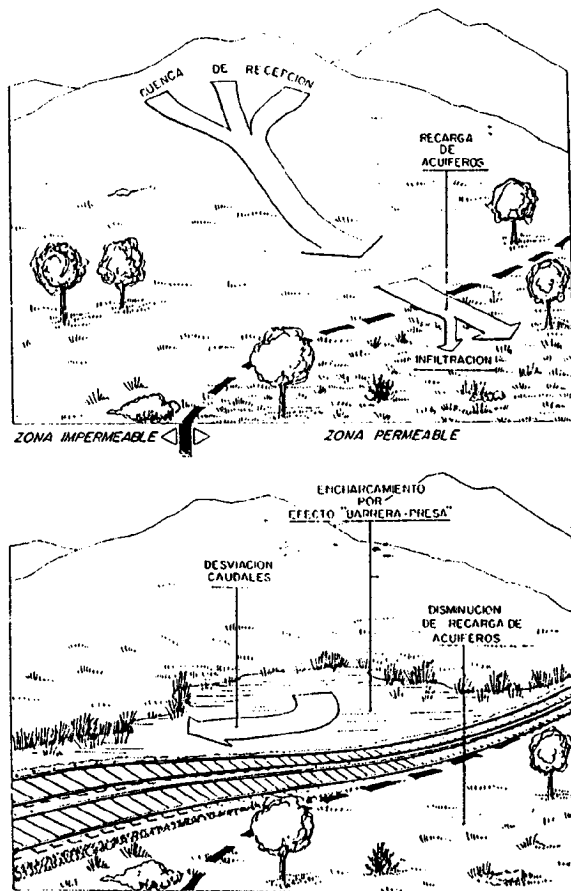 CUENCA DE RECEPCION
RECARGA
DE
ACUIFEROS
INFILTRACION
ZONA IMPERMEABLE
ZONA PERMEABLE
ENCHARCAMIENTO
POR
EFECTO "BARRERA-PRESA"
DESVIACION
CAUDALES
DISMINUCION
DE RECARGA DE
ACUIFEROS